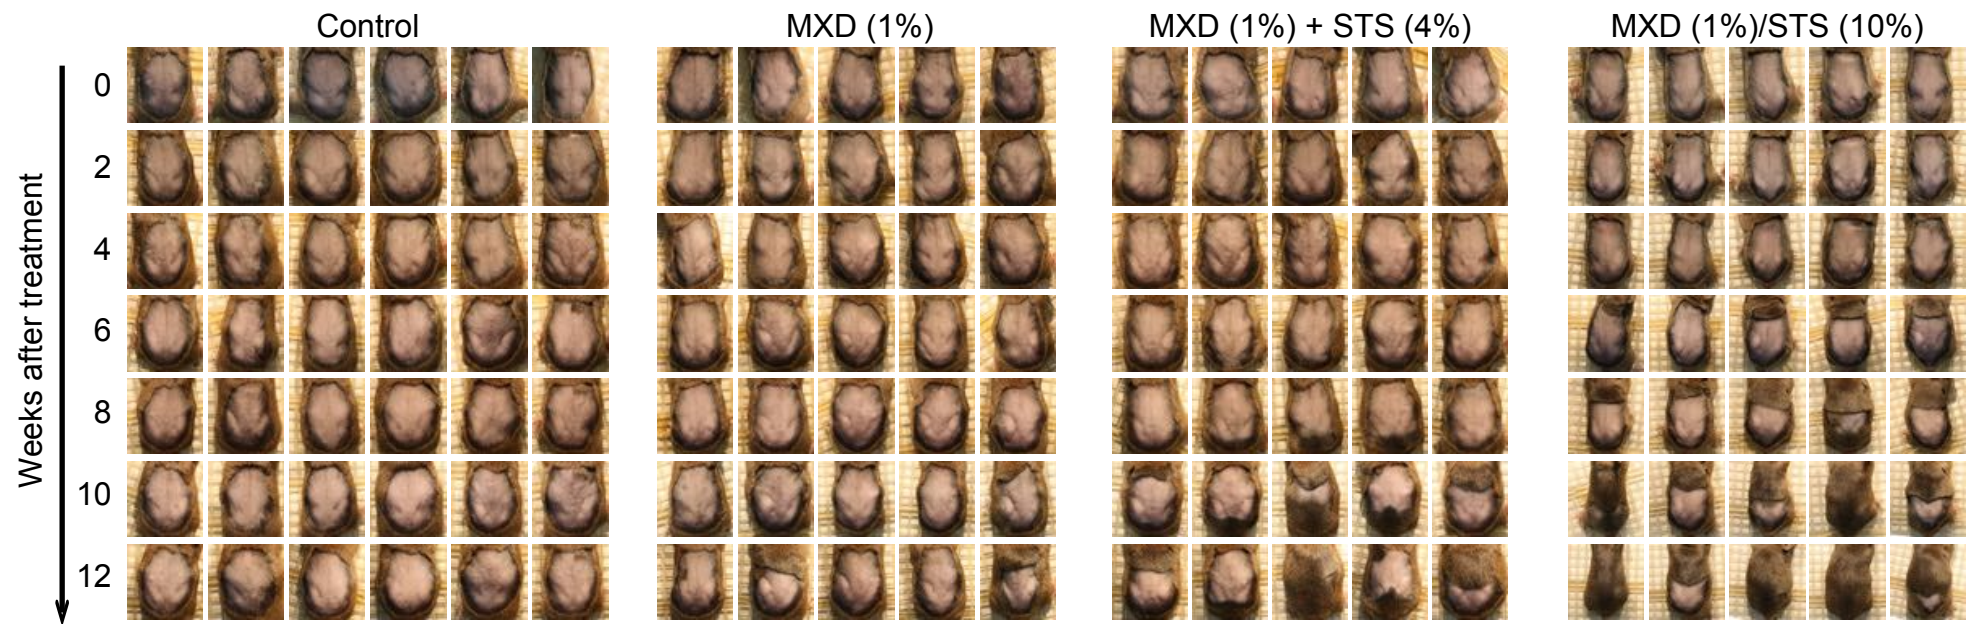 Control
MXD (1%)
MXD (1%) + STS (4%)
MXD (1%)/STS (10%)
Weeks after treatment
0
2
4
6
8
10
12